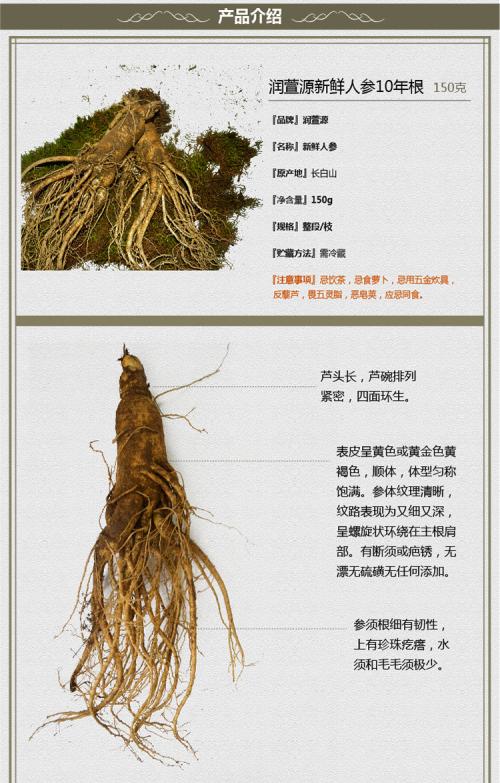 产品介绍
润萱源新鲜人参10年根 150克
『品牌』润萱源
『名称』新鲜人参
『原产地』长白山
『净含量』150g
『规格』整段/枝
『贮藏方法』需冷藏
『注意事项』忌饮茶，忌食萝卜，忌用五金炊具，
反藜芦，畏五灵脂，恶皂荚，应忌同食。
芦头长，芦碗排列
紧密，四面环生。
表皮呈黄色或黄金色黄
褐色，顺体，体型匀称
饱满。参体纹理清晰，
纹路表现为又细又深，
呈螺旋状环绕在主根肩
部。有断须或疤锈，无
漂无硫磺无任何添加。
参须根细有韧性，
上有珍珠疙瘩，水
须和毛毛须极少。